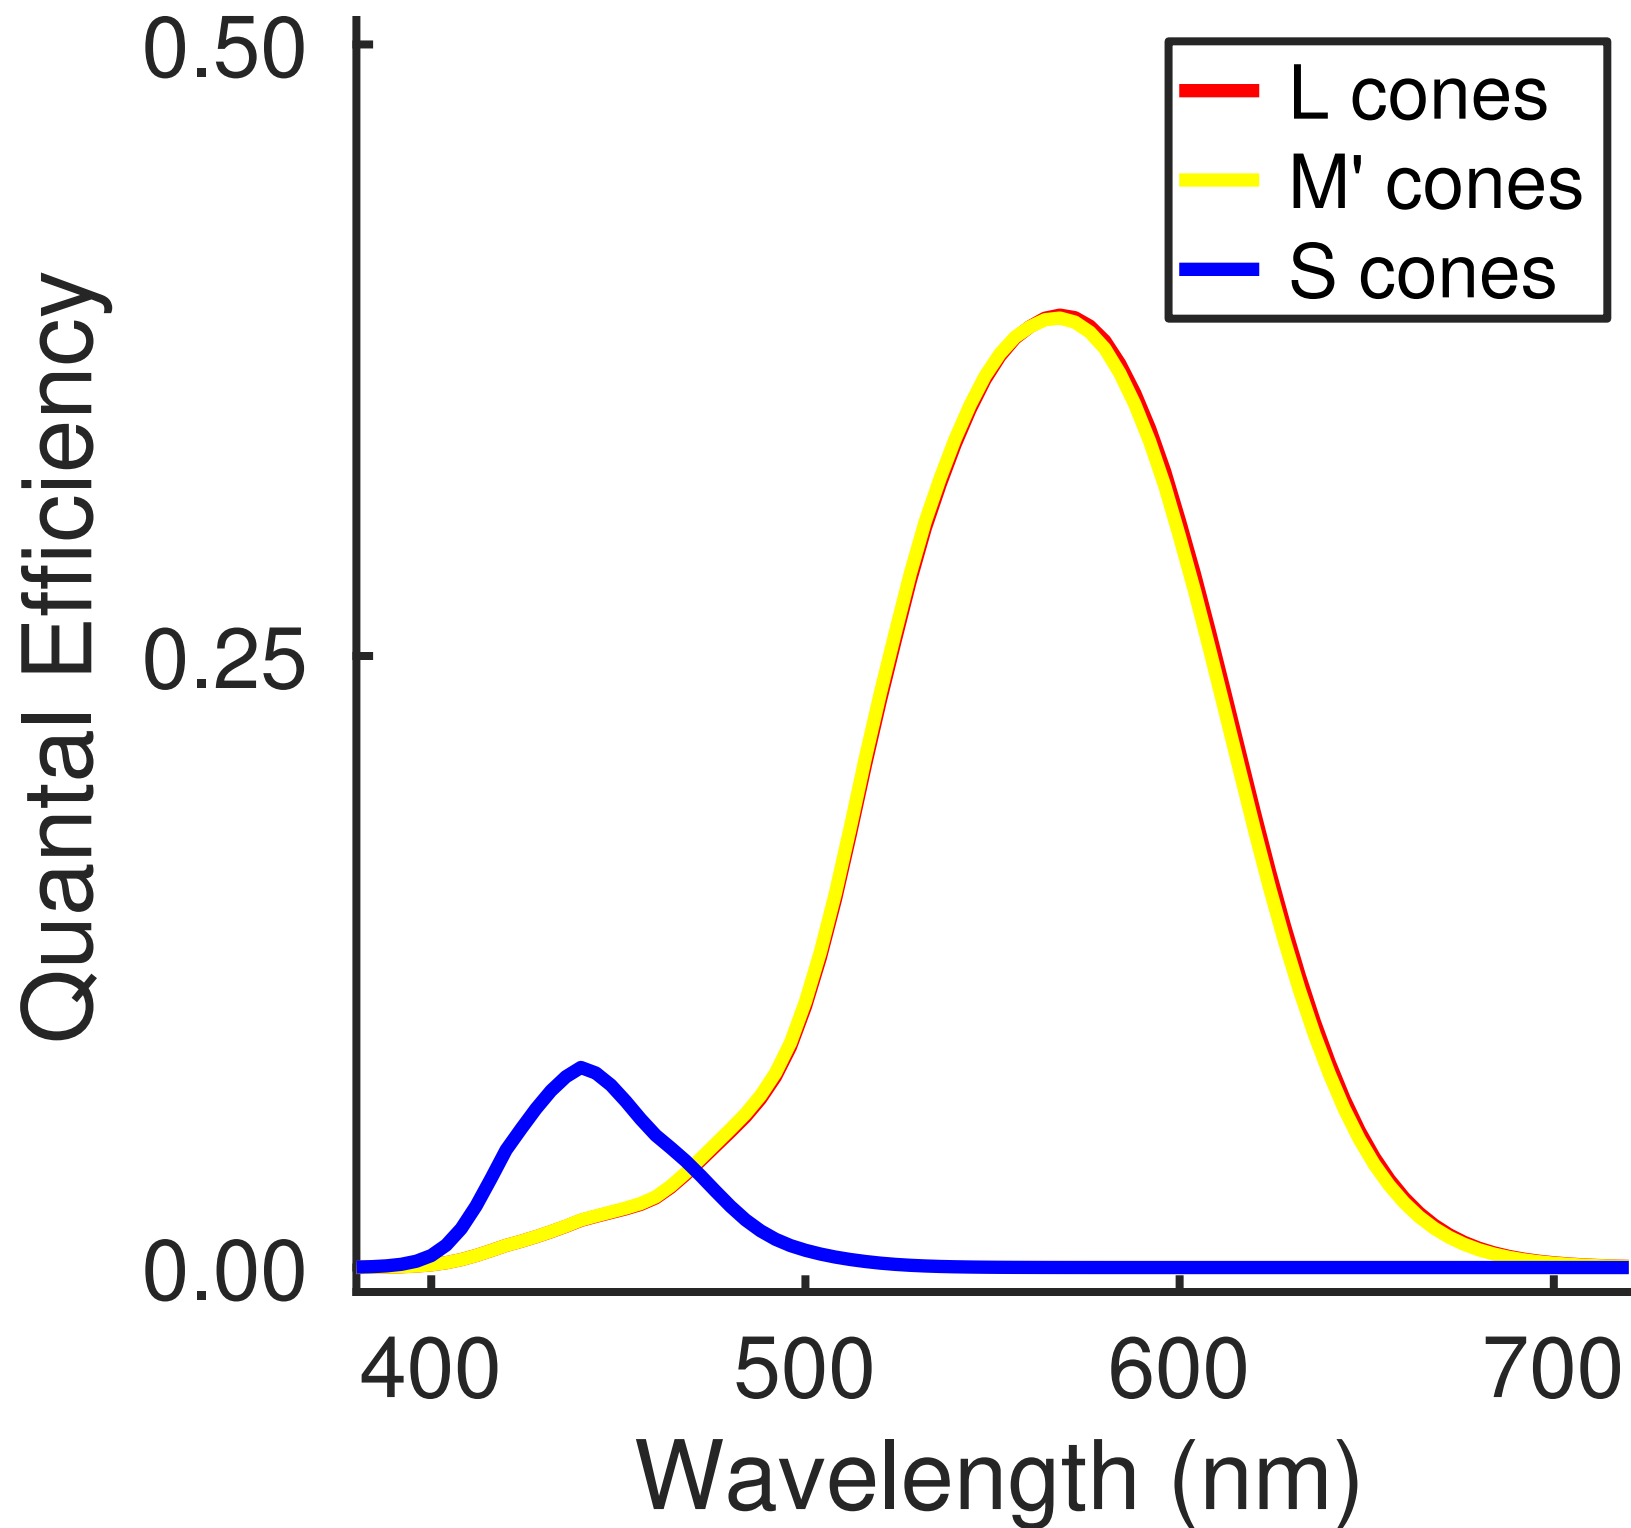 0.50
0.25
0.00
Quantal Efficiency
L cones
M' cones
S cones
400 500 600 700
Wavelength (nm)